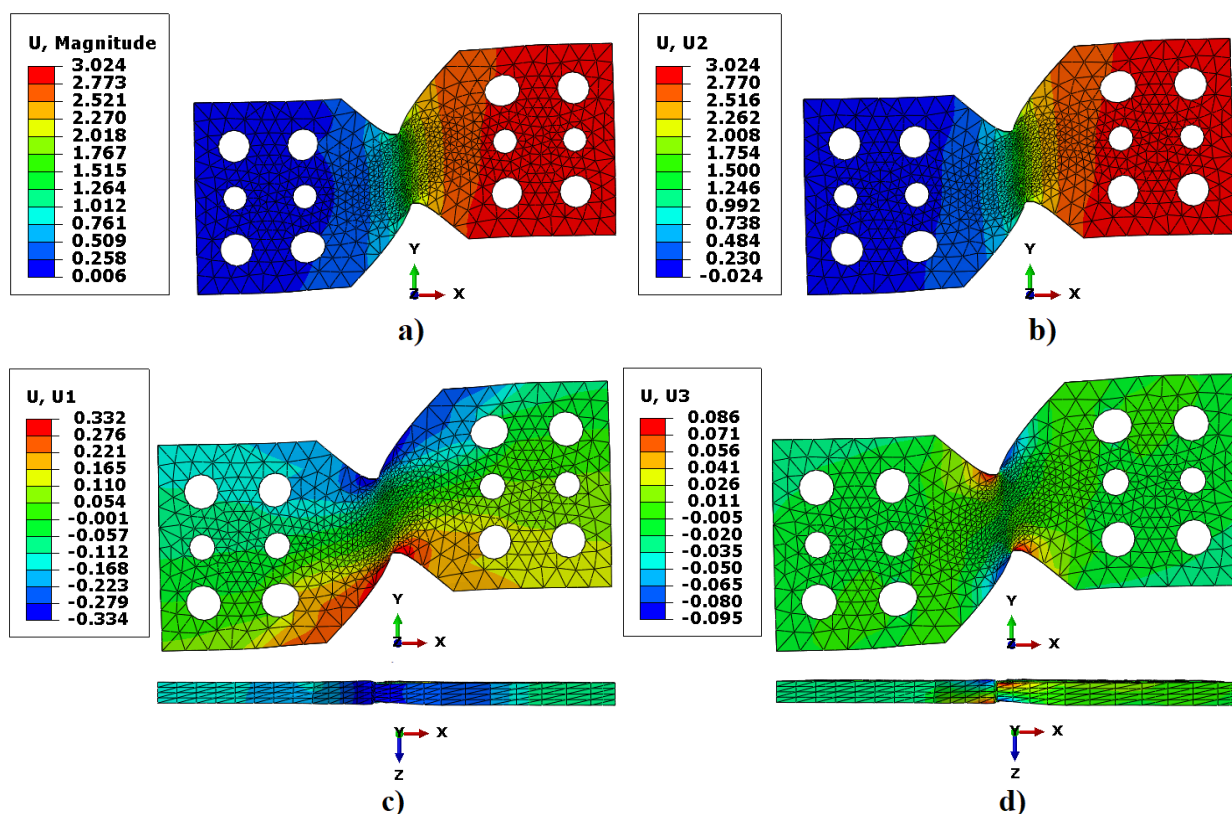 U, Magnitude
3.024
2.773
2.521
2.270
2.018
1.767
1.515
1.264
1.012
0.761
0.509
0.258
0.006
Y
Z
X
a)
U, U2
3.024
2.770
2.516
2.262
2.008
1.754
1.500
1.246
0.992
0.738
0.484
0.230
-0.024
Y
Z
X
b)
U, U1
0.332
0.276
0.221
0.165
0.110
0.054
-0.001
-0.057
-0.112
-0.168
-0.223
-0.279
-0.334
Y
Z
X
Y
X
Z
c)
U, U3
0.086
0.071
0.056
0.041
0.026
0.011
-0.005
-0.020
-0.035
-0.050
-0.065
-0.080
-0.095
Y
Z
X
Y
X
Z
d)